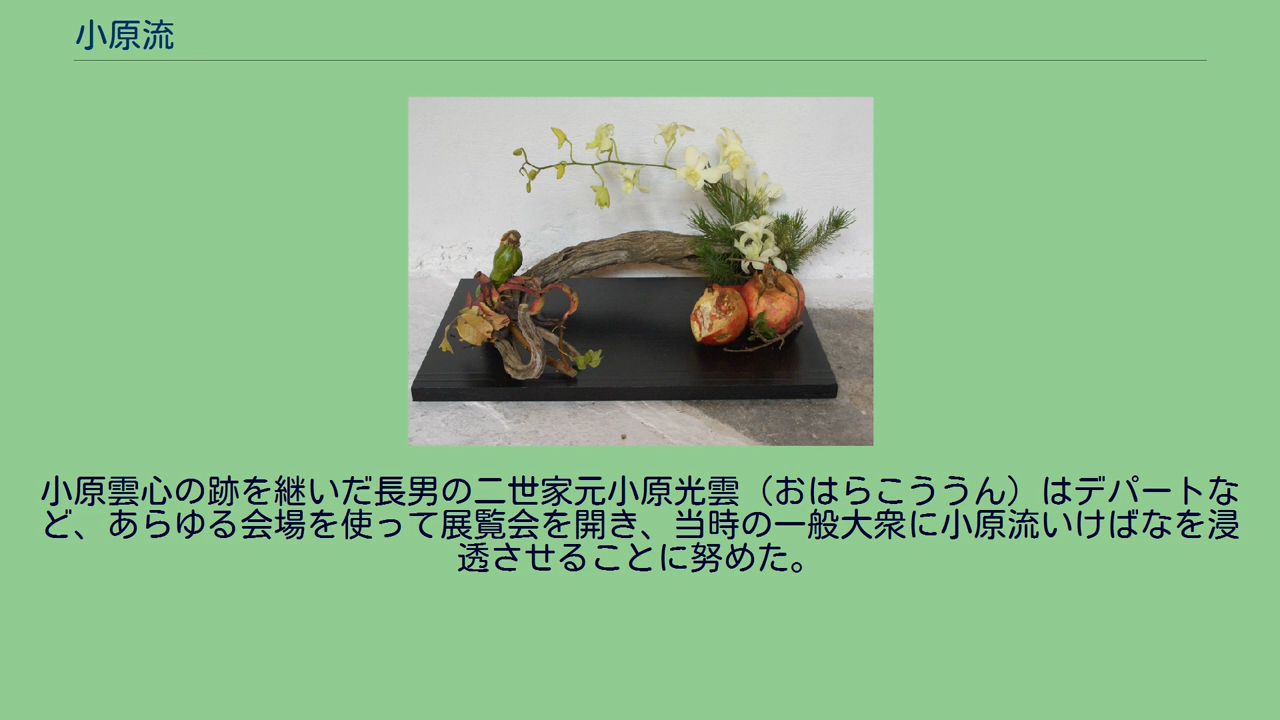 小原流
小原雲心の跡を継いだ長男の二世家元小原光雲（おはらこううん）はデパートな
ど、あらゆる会場を使って展覧会を開き、当時の一般大衆に小原流いけばなを浸
透させることに努めた。